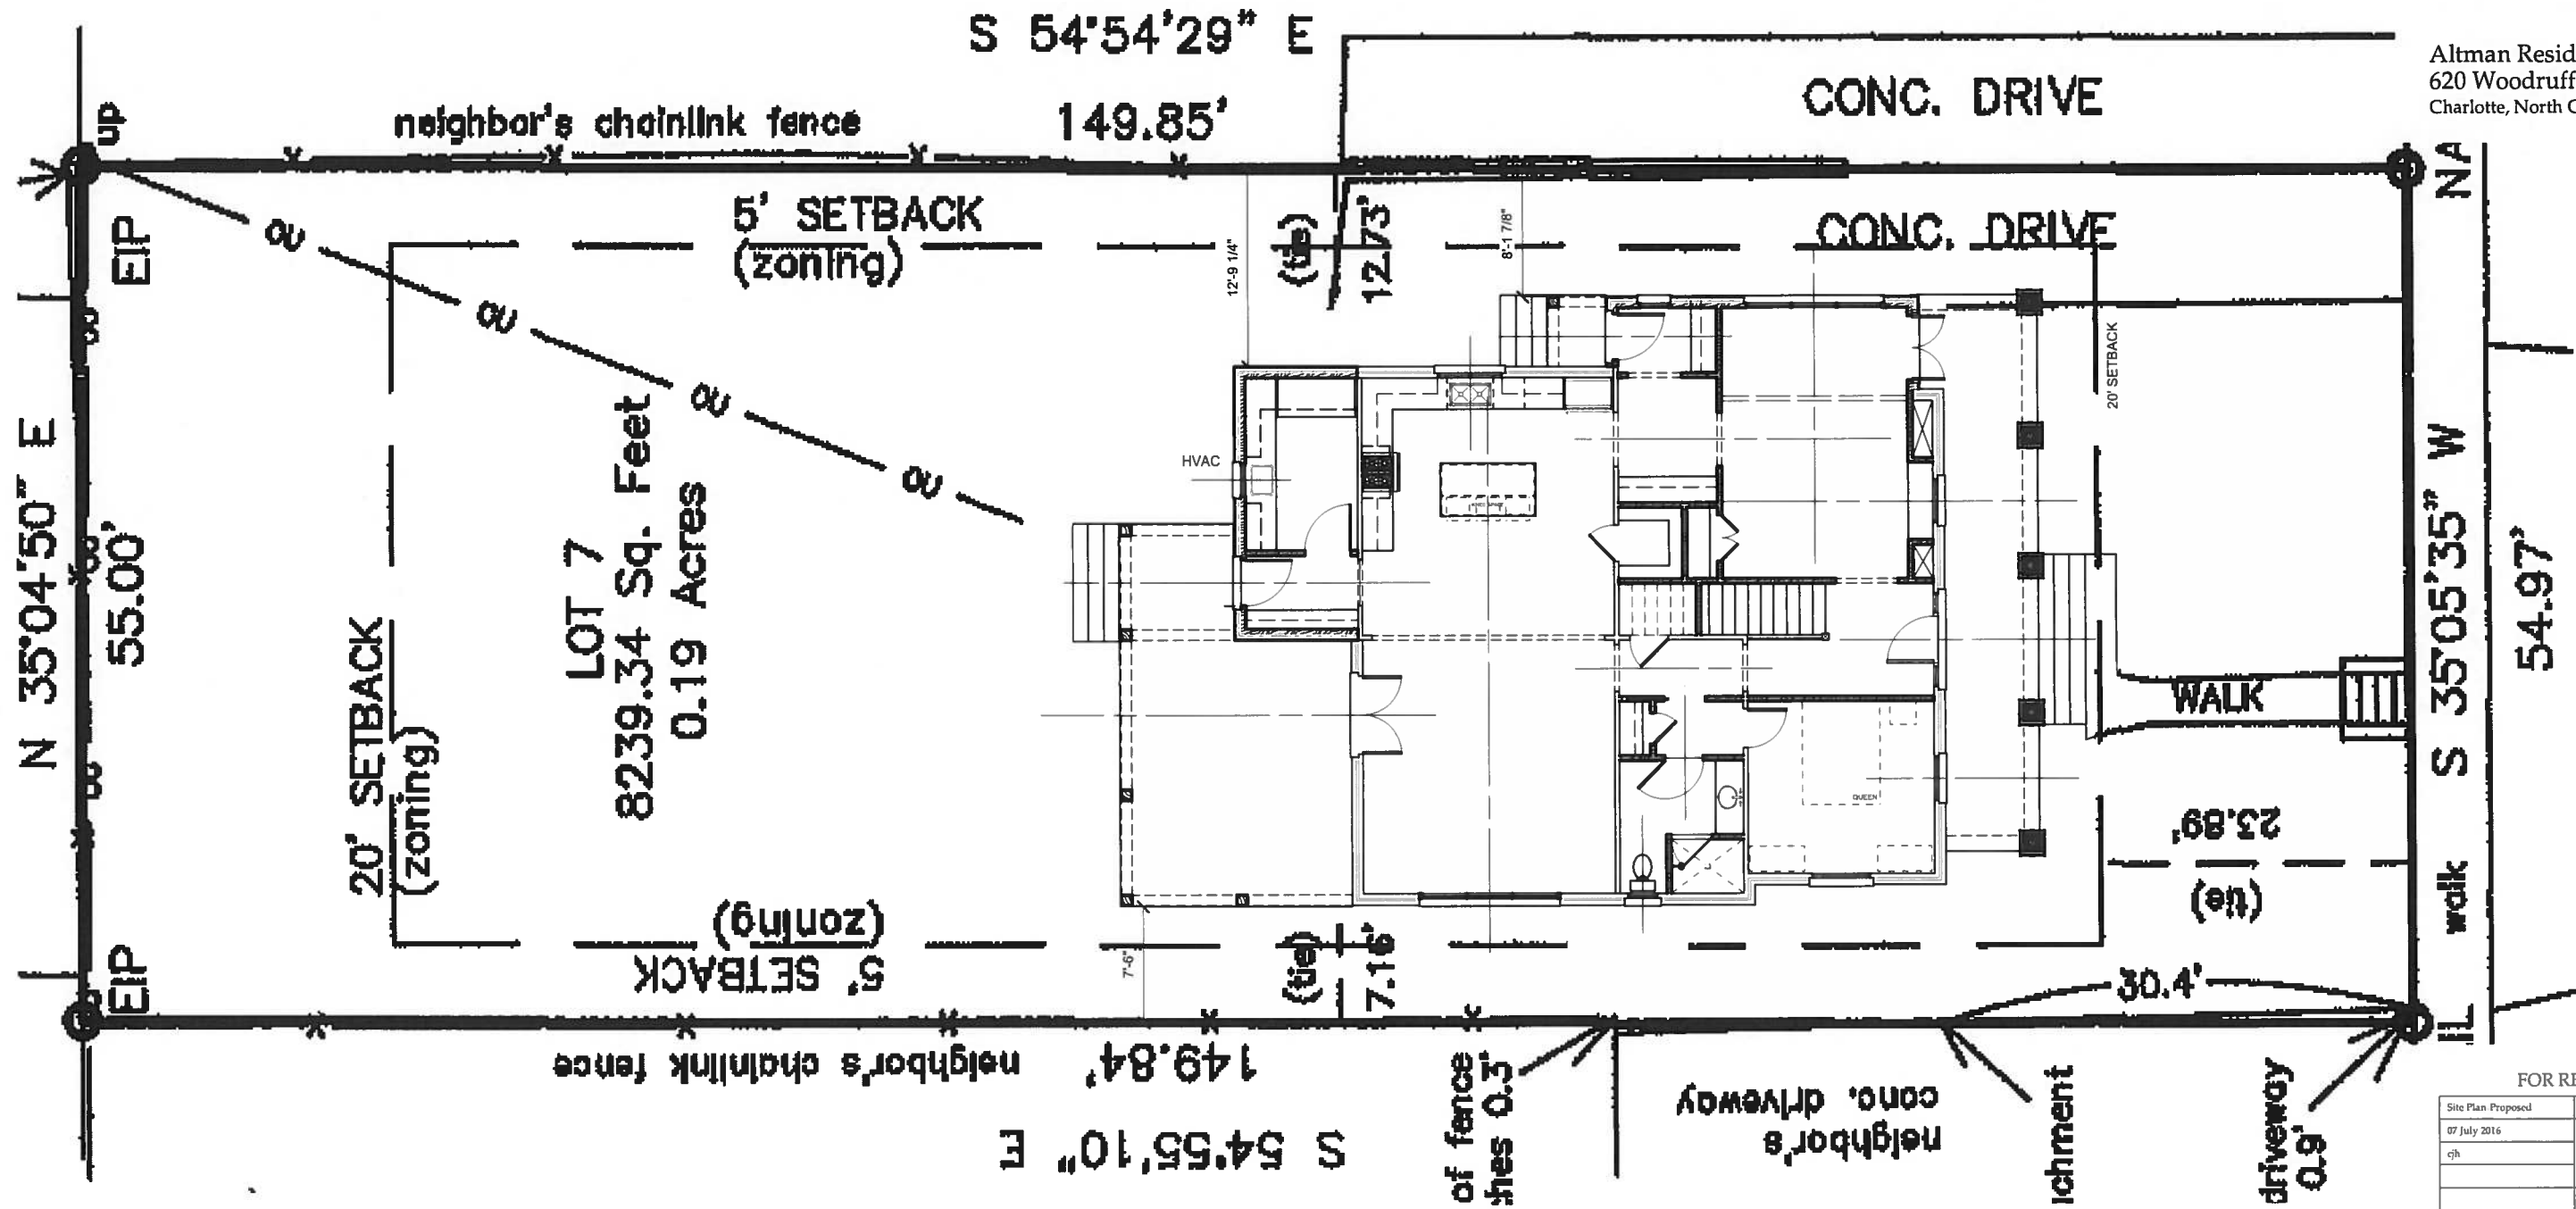 S 54°54'29" E
149.85'
neighbor's chainlink fence
up
EIP
CONC. DRIVE
Altman Resid
620 Woodruff
Charlotte, North C
NA
5' SETBACK
(zoning)
12'-9 1/4"
(tie)
12.73'
8'-1 7/8"
CONC. DRIVE
20' SETBACK
N 35°04'50" E
55.00'
LOT 7
8239.34 Sq. Feet
0.19 Acres
20' SETBACK
(zoning)
HVAC
QUEEN
WALK
S 35°05'35" W
54.97'
23.89'
(tie)
walk
5' SETBACK
(zoning)
7'-6"
(tie)
7.16'
30.4'
EIP
IL
neighbor's chainlink fence
149.84'
S 54°55'10" E
of fence
hes 0.3'
neighbor's
conc. driveway
ichment
driveway
0.9'
FOR RE
Site Plan Proposed
07 July 2016
cjh